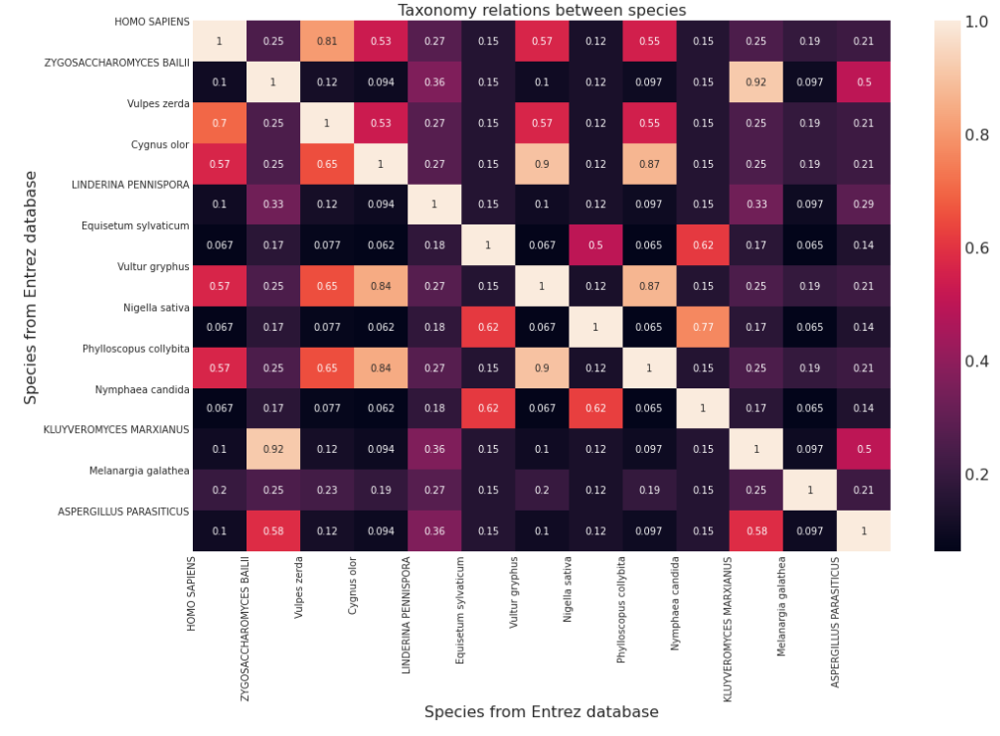 Taxonomy relations between species
HOMO SAPIENS
1 0.25 0.81 0.53 0.27 0.15 0.57 0.12 0.55 0.15 0.25 0.19 0.21
ZYGOSACCHAROMYCES BAILII
0.1 1 0.12 0.094 0.36 0.15 0.1 0.12 0.097 0.15 0.92 0.097 0.5
Vulpes zerda
0.7 0.25 1 0.53 0.27 0.15 0.57 0.12 0.55 0.15 0.25 0.19 0.21
Cygnus olor
0.57 0.25 0.65 1 0.27 0.15 0.9 0.12 0.87 0.15 0.25 0.19 0.21
LINDERINA PENNISPORA
0.1 0.33 0.12 0.094 1 0.15 0.1 0.12 0.097 0.15 0.33 0.097 0.29
Equisetum sylvaticum
0.067 0.17 0.077 0.062 0.18 1 0.067 0.5 0.065 0.62 0.17 0.065 0.14
Vultur gryphus
0.57 0.25 0.65 0.84 0.27 0.15 1 0.12 0.87 0.15 0.25 0.19 0.21
Nigella sativa
0.067 0.17 0.077 0.062 0.18 0.62 0.067 1 0.065 0.77 0.17 0.065 0.14
Phylloscopus collybita
0.57 0.25 0.65 0.84 0.27 0.15 0.9 0.12 1 0.15 0.25 0.19 0.21
Nymphaea candida
0.067 0.17 0.077 0.062 0.18 0.62 0.067 0.62 0.065 1 0.17 0.065 0.14
KLUYVEROMYCES MARXIANUS
0.1 0.92 0.12 0.094 0.36 0.15 0.1 0.12 0.097 0.15 1 0.097 0.5
Melanargia galathea
0.2 0.25 0.23 0.19 0.27 0.15 0.2 0.12 0.19 0.15 0.25 1 0.21
ASPERGILLUS PARASITICUS
0.1 0.58 0.12 0.094 0.36 0.15 0.1 0.12 0.097 0.15 0.58 0.097 1
Species from Entrez database
HOMO SAPIENS
ZYGOSACCHAROMYCES BAILII
Vulpes zerda
Cygnus olor
LINDERINA PENNISPORA
Equisetum sylvaticum
Vultur gryphus
Nigella sativa
Phylloscopus collybita
Nymphaea candida
KLUYVEROMYCES MARXIANUS
Melanargia galathea
ASPERGILLUS PARASITICUS
Species from Entrez database
1.0
0.8
0.6
0.4
0.2